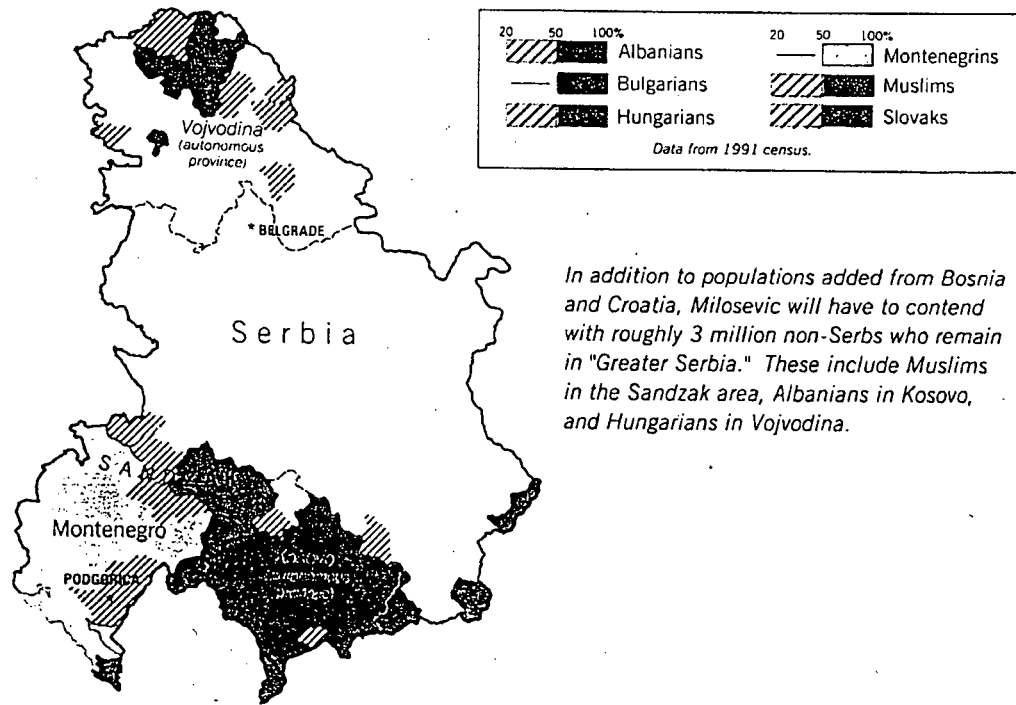 20 50 100%
Albanians
Bulgarians
Hungarians
20 50 100%
Montenegrins
Muslims
Slovaks
Data from 1991 census.
Vojvodina
(autonomous
province)
* BELGRADE
Serbia
In addition to populations added from Bosnia
and Croatia, Milosevic will have to contend
with roughly 3 million non-Serbs who remain
in "Greater Serbia." These include Muslims
in the Sandzak area, Albanians in Kosovo,
and Hungarians in Vojvodina.
Montenegro
PODGORICA